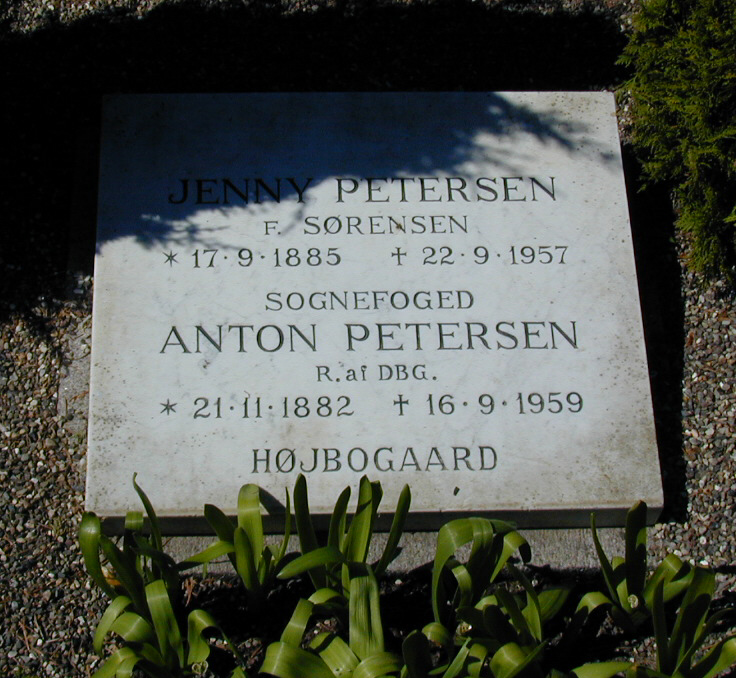 JENNY PETERSEN
F. SØRENSEN
* 17·9·1885 † 22·9·1957
SOGNEFOGED
ANTON PETERSEN
R. af DBG.
* 21·11·1882 † 16·9·1959
HØJBOGAARD